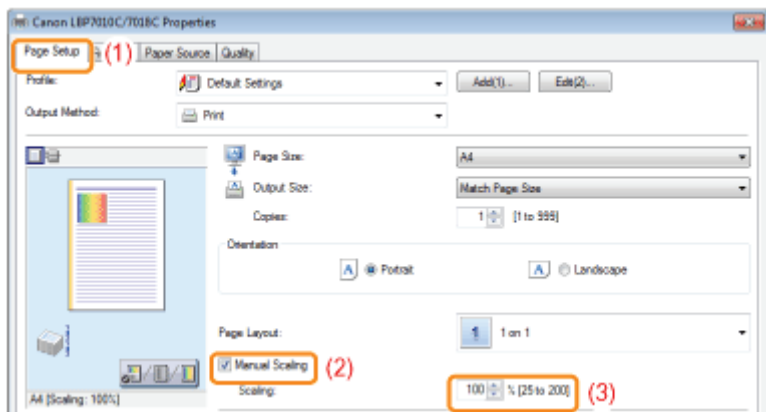 Canon LBP7010C/7018C Properties
Page Setup (1) Paper Source Quality
Profile: Default Settings Add(1)... Edit(2)...
Output Method: Print
Page Size: A4
Output Size: Match Page Size
Copies: 1 [1 to 999]
Orientation
A Portrait A Landscape
Page Layout: 1 1 on 1
Manual Scaling (2)
Scaling: 100 % [25 to 200] (3)
A4 [Scaling: 100%]